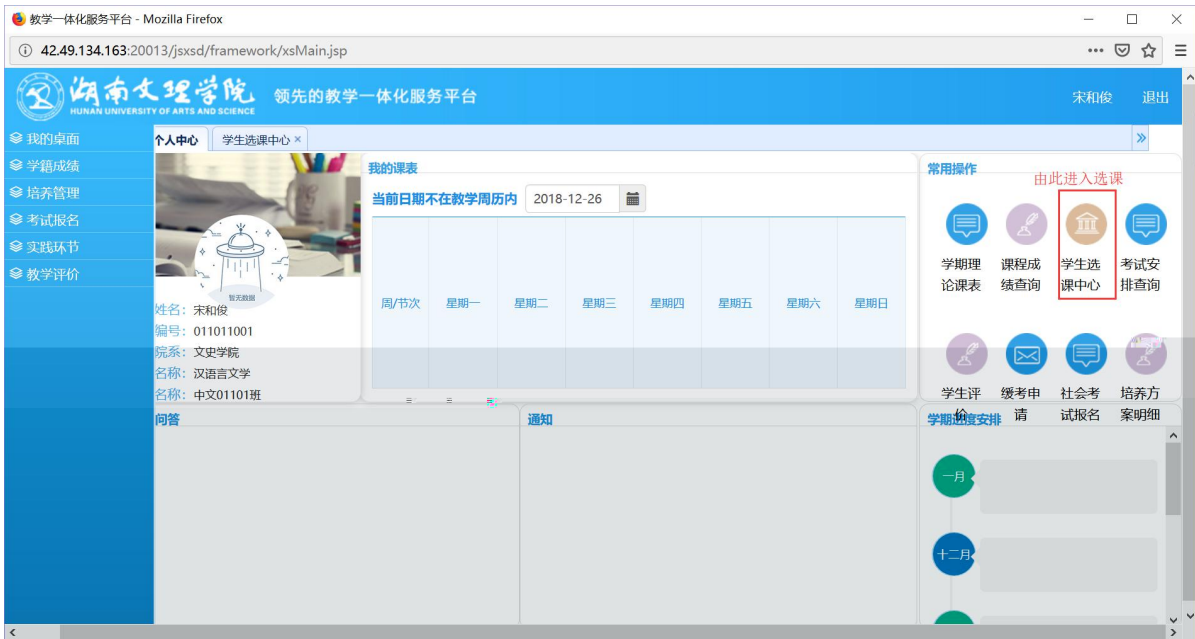 教学一体化服务平台 - Mozilla Firefox
42.49.134.163:20013/jsxsd/framework/xsMain.jsp
湖南文理学院
HUNAN UNIVERSITY OF ARTS AND SCIENCE
领先的教学一体化服务平台
宋和俊 退出
我的桌面
学籍成绩
培养管理
考试报名
实践环节
教学评价
个人中心 学生选课中心
暂无数据
姓名：宋和俊
编号：011011001
院系：文史学院
名称：汉语言文学
名称：中文01101班
我的课表
当前日期不在教学周历内 2018-12-26
周/节次 星期一 星期二 星期三 星期四 星期五 星期六 星期日
常用操作
由此进入选课
学期理论课表
课程成绩查询
学生选课中心
考试安排查询
学生评价
缓考申请
社会考试报名
培养方案明细
问答
通知
学期进度安排
一月
十二月